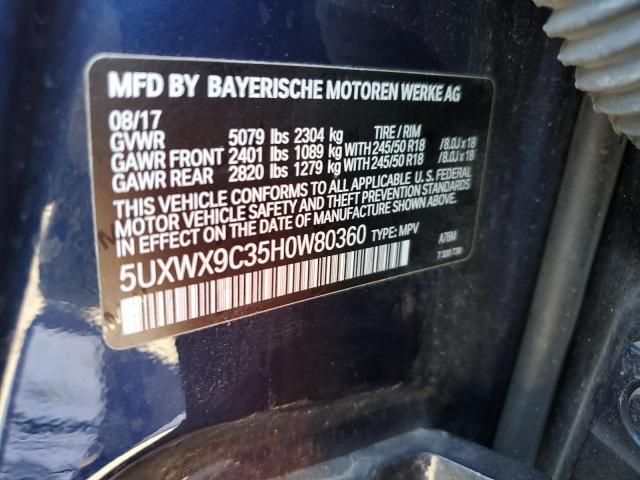 MFD BY BAYERISCHE MOTOREN WERKE AG
08/17
GVWR 5079 lbs 2304 kg TIRE / RIM
GAWR FRONT 2401 lbs 1089 kg WITH 245/50 R18 /8.0J x 18
GAWR REAR 2820 lbs 1279 kg WITH 245/50 R18 /8.0J x 18
THIS VEHICLE CONFORMS TO ALL APPLICABLE U.S. FEDERAL
MOTOR VEHICLE SAFETY AND THEFT PREVENTION STANDARDS
IN EFFECT ON THE DATE OF MANUFACTURE SHOWN ABOVE.
5UXWX9C35H0W80360 TYPE: MPV A76M